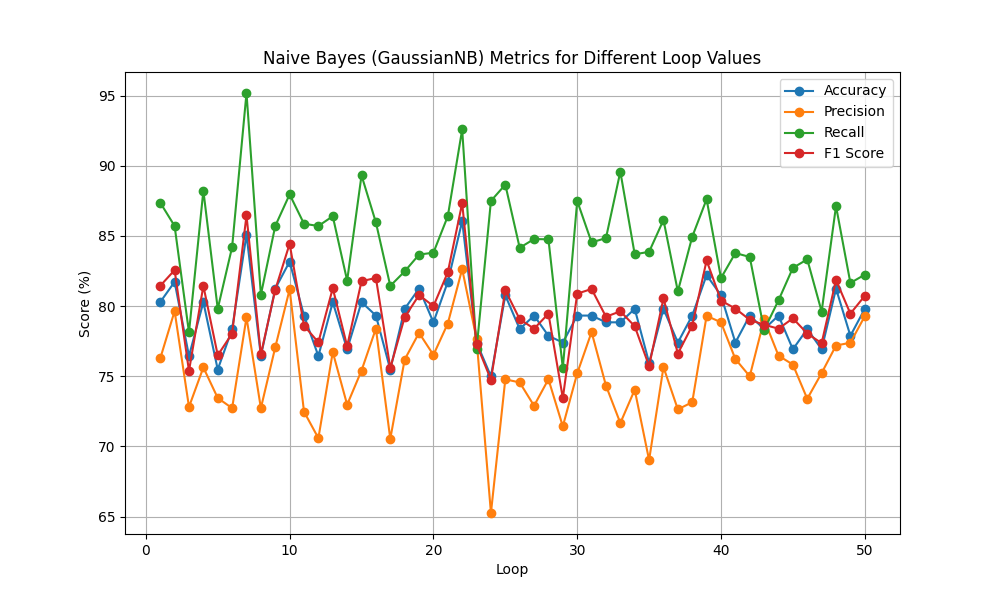 Naive Bayes (GaussianNB) Metrics for Different Loop Values
Accuracy
Precision
Recall
F1 Score
Score (%)
95
90
85
80
75
70
65
0 10 20 30 40 50
Loop